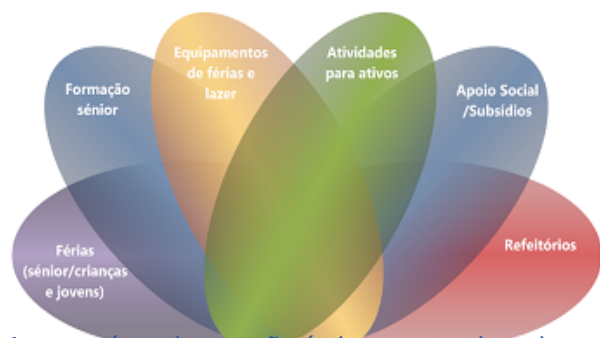 Formação
sénior
Equipamentos
de férias e
lazer
Atividades
para ativos
Apoio Social
/Subsídios
Férias
(sénior/crianças
e jovens)
Refeitórios